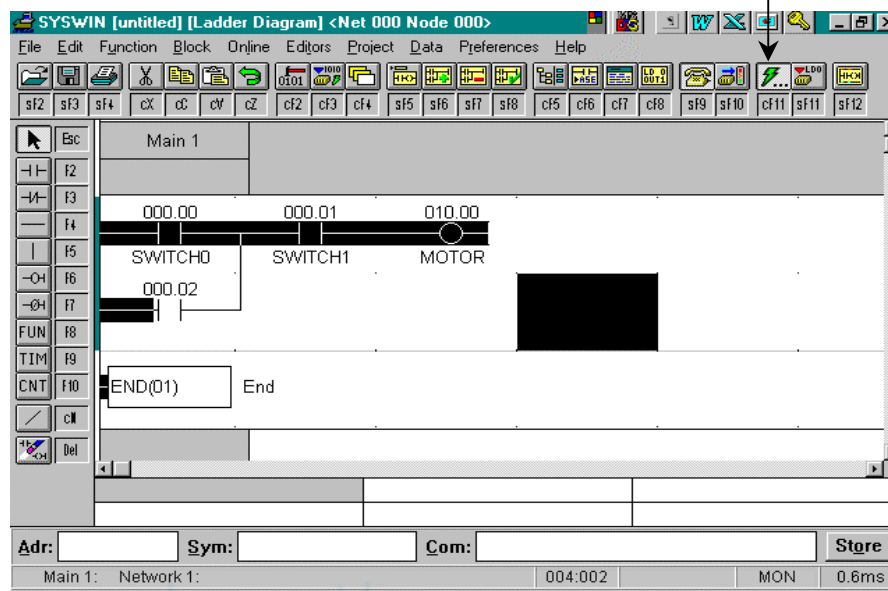 SYSWIN [untitled] [Ladder Diagram] <Net 000 Node 000>
File Edit Function Block Online Editors Project Data Preferences Help
sF2 sF3 sF4 cX cC cV cZ cF2 cF3 cF4 sF5 sF6 sF7 sF8 cF5 cF6 cF7 cF8 sF9 sF10 cF11 sF11 sF12
Esc
F2
F3
F4
F5
F6
F7
FUN F8
TIM F9
CNT F10
Del
Main 1
000.00 000.01 010.00
SWITCH0 SWITCH1 MOTOR
000.02
END(01) End
Adr: Sym: Com: Store
Main 1: Network 1: 004:002 MON 0.6ms